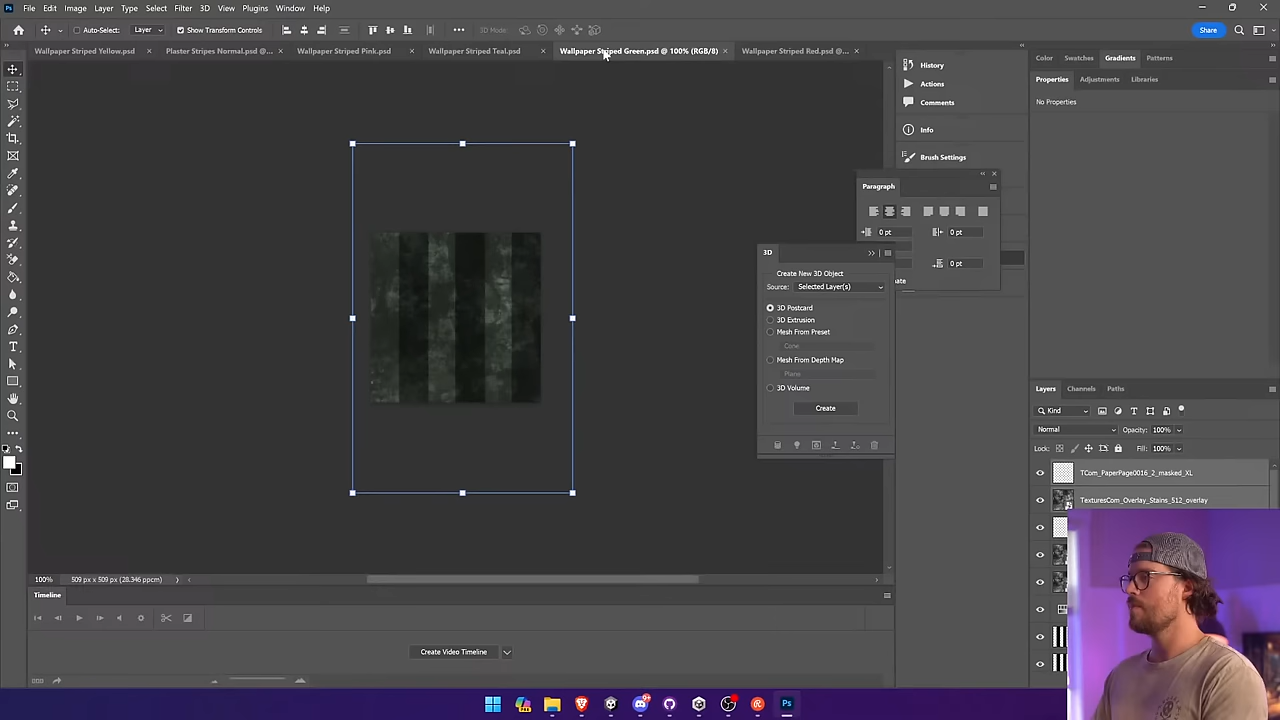 Ps File Edit Image Layer Type Select Filter 3D View Plugins Window Help
Auto-Select: Layer Show Transform Controls 3D Mode: Share
Wallpaper Striped Yellow.psd × Plaster Stripes Normal.psd @... × Wallpaper Striped Pink.psd × Wallpaper Striped Teal.psd × Wallpaper Striped Green.psd @ 100% (RGB/8) × Wallpaper Striped Red.psd @... ×
History
Actions
Comments
Info
Brush Settings
Color Swatches Gradients Patterns
Properties Adjustments Libraries
No Properties
Paragraph
0 pt 0 pt
0 pt
ate
3D
Create New 3D Object
Source: Selected Layer(s)
3D Postcard
3D Extrusion
Mesh From Preset
Cone
Mesh From Depth Map
Plane
3D Volume
Create
Layers Channels Paths
Kind
Normal Opacity: 100%
Lock: Fill: 100%
TCom_PaperPage0016_2_masked_XL
TexturesCom_Overlay_Stains_512_overlay
100% 509 px x 509 px (28.346 ppcm)
Timeline
Create Video Timeline
Ps